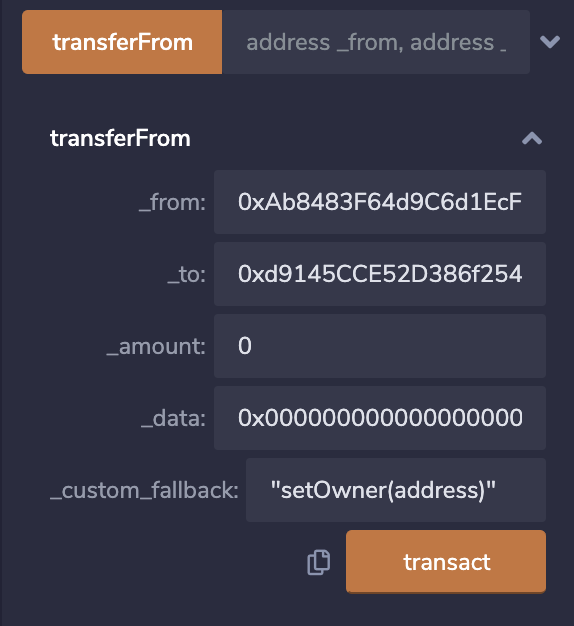 transferFrom address _from, address _
transferFrom
_from: 0xAb8483F64d9C6d1EcF
_to: 0xd9145CCE52D386f254
_amount: 0
_data: 0x000000000000000000
_custom_fallback: "setOwner(address)"
transact